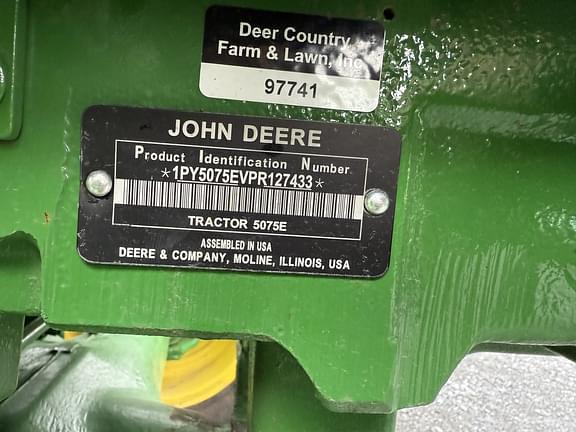 Deer Country
Farm & Lawn, Inc.
97741
JOHN DEERE
Product Identification Number
*1PY5075EVPR127433*
TRACTOR 5075E
ASSEMBLED IN USA
DEERE & COMPANY, MOLINE, ILLINOIS, USA